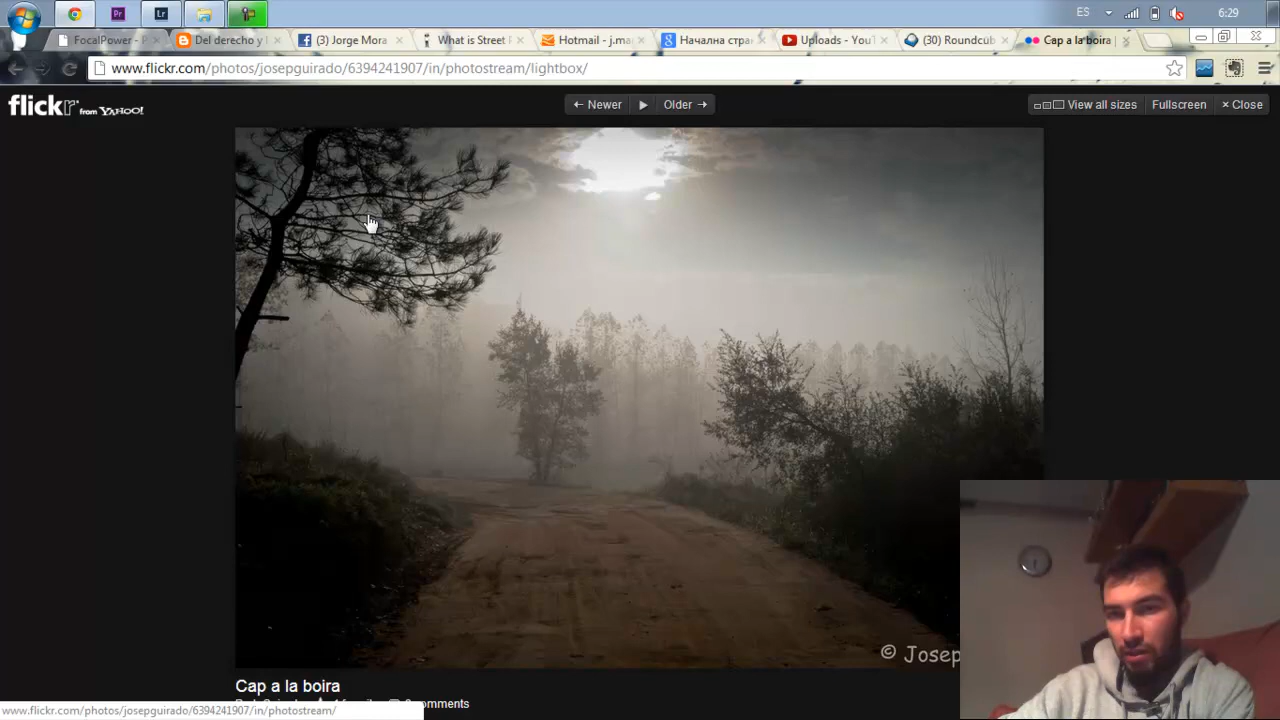 ES 6:29
FocalPower - P
Del derecho y
(3) Jorge Mora
What is Street P
Hotmail - j.ma
Начална стран
Uploads - YouT
(30) Roundcub
Cap a la boira
www.flickr.com/photos/josepguirado/6394241907/in/photostream/lightbox/
flickr from YAHOO!
← Newer
Older →
View all sizes
Fullscreen
× Close
© Josep
Cap a la boira
comments
www.flickr.com/photos/josepguirado/6394241907/in/photostream/